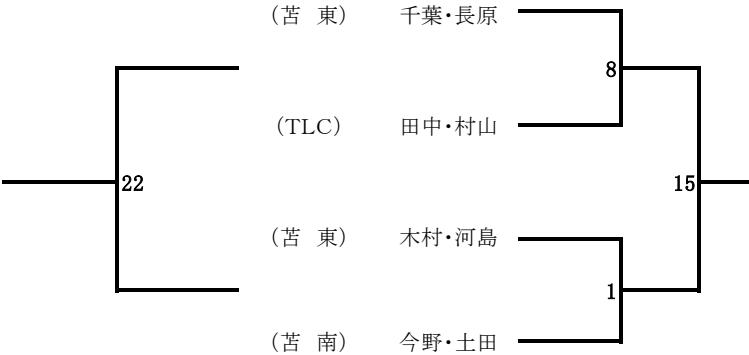 （苫　東）　千葉・長原
8
（TLC）　田中・村山
22
15
（苫　東）　木村・河島
1
（苫　南）　今野・土田